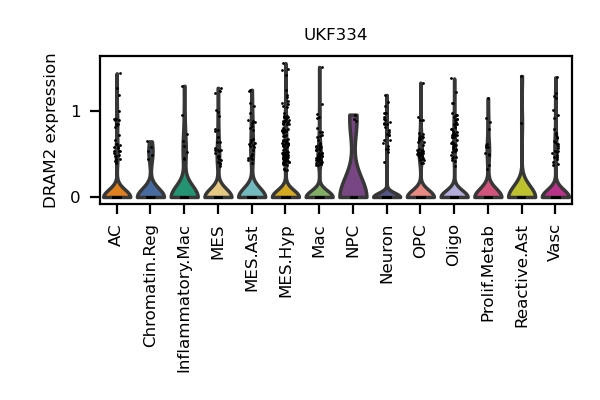 UKF334
DRAM2 expression
1
0
AC
Chromatin.Reg
Inflammatory.Mac
MES
MES.Ast
MES.Hyp
Mac
NPC
Neuron
OPC
Oligo
Prolif.Metab
Reactive.Ast
Vasc